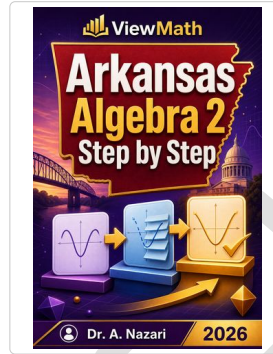 ViewMath
Arkansas
Algebra 2
Step by Step
Dr. A. Nazari
2026